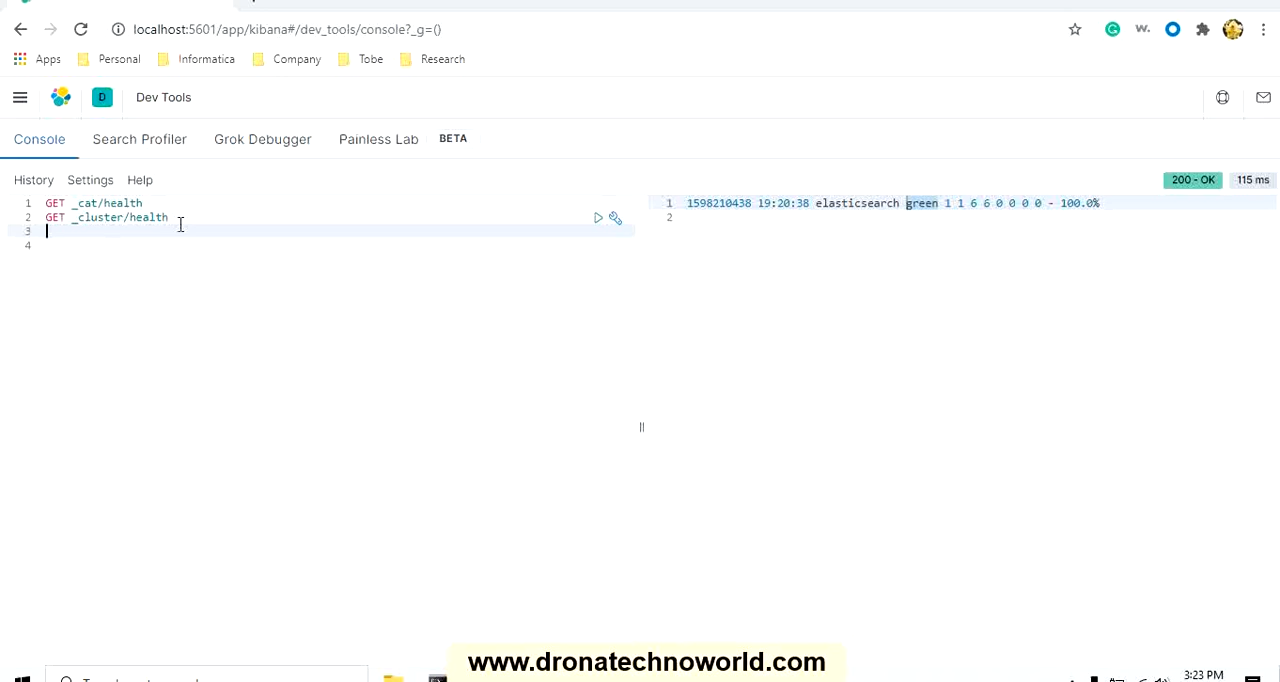 localhost:5601/app/kibana#/dev_tools/console?_g=()
Apps Personal Informatica Company Tobe Research
D Dev Tools
Console Search Profiler Grok Debugger Painless Lab BETA
History Settings Help 200 - OK 115 ms
1 GET _cat/health
2 GET _cluster/health
3
4
1 1598210438 19:20:38 elasticsearch green 1 1 6 6 0 0 0 0 - 100.0%
2
www.dronatechnoworld.com
3:23 PM